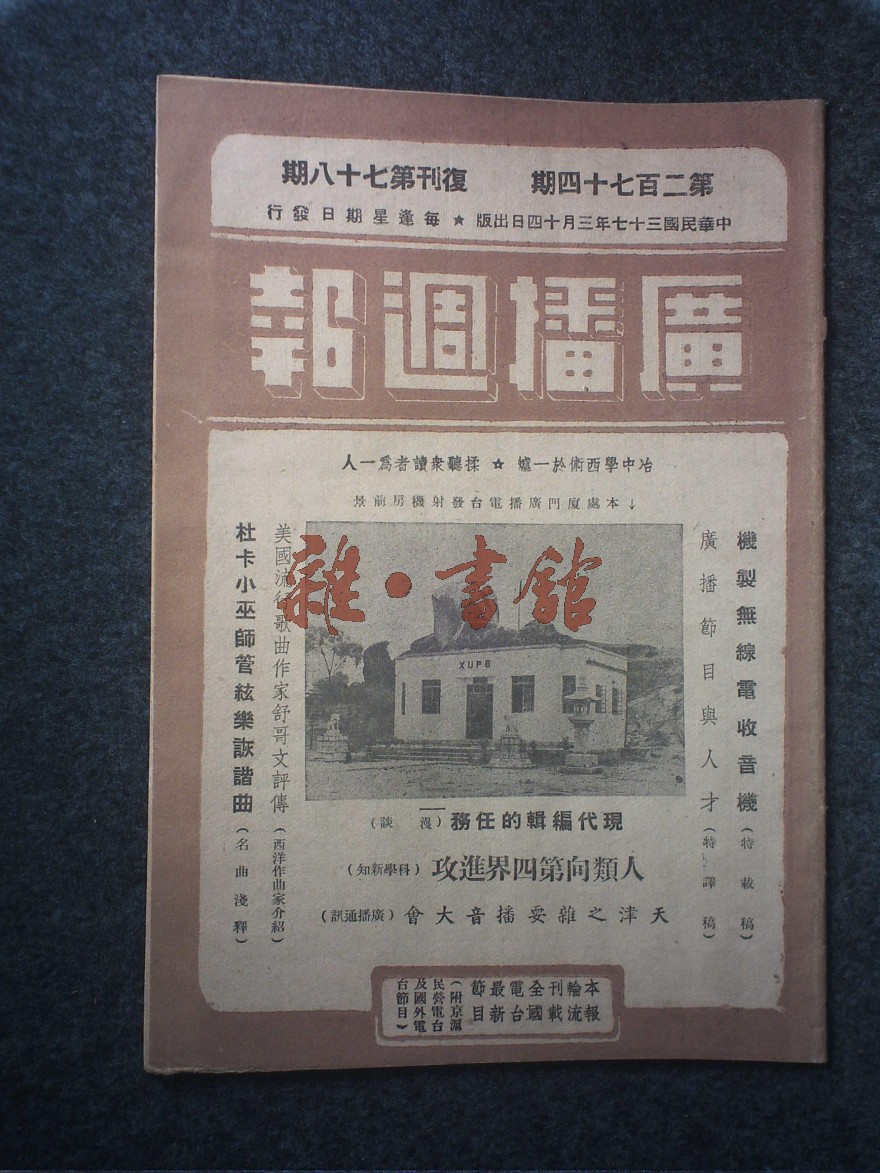 第二百七十四期 復刊第七十八期
中華民國三十七年三月十四日出版 ★ 每逢星期日發行
廣播週報
冶中學西術於一爐 ★ 揉聽衆讀者爲一人
↓本處廈門廣播電台發射機房前景
機製無線電收音機(特載稿)
廣播節目與人才(特譯稿)
雜·書館
XUPB
美國流行歌曲作家舒哥文評傳(西洋作曲家介紹)
杜卡小巫師管絃樂詼諧曲(名曲淺釋)
現代編輯的任務(漫談)
人類向第四界進攻(科學新知)
天津之雜耍播音大會(廣播通訊)
本報輪流刊載全國電台最新節目
(附京滬民營電台及國外電台節目)